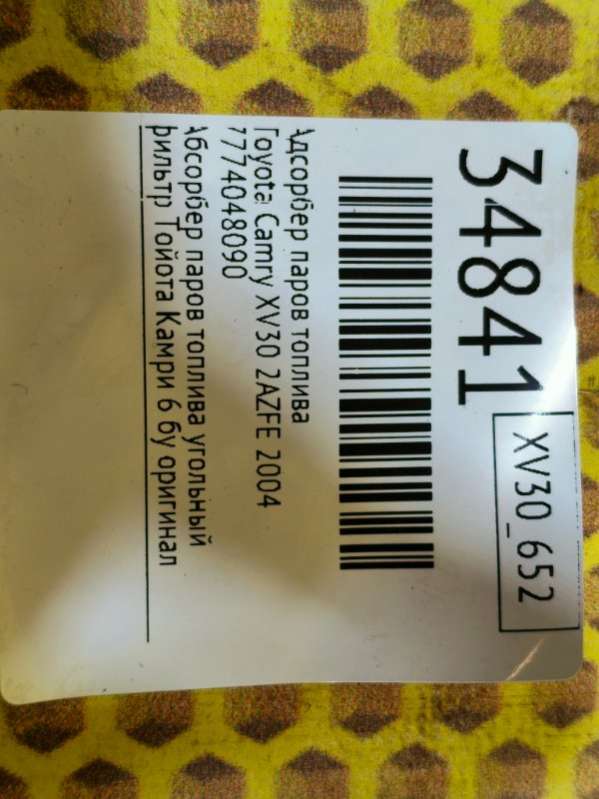 34841
XV30_652
Адсорбер паров топлива
Toyota Camry XV30 2AZFE 2004
7774048090
Абсорбер паров топлива угольный
фильтр Тойота Камри 6 бу оригинал